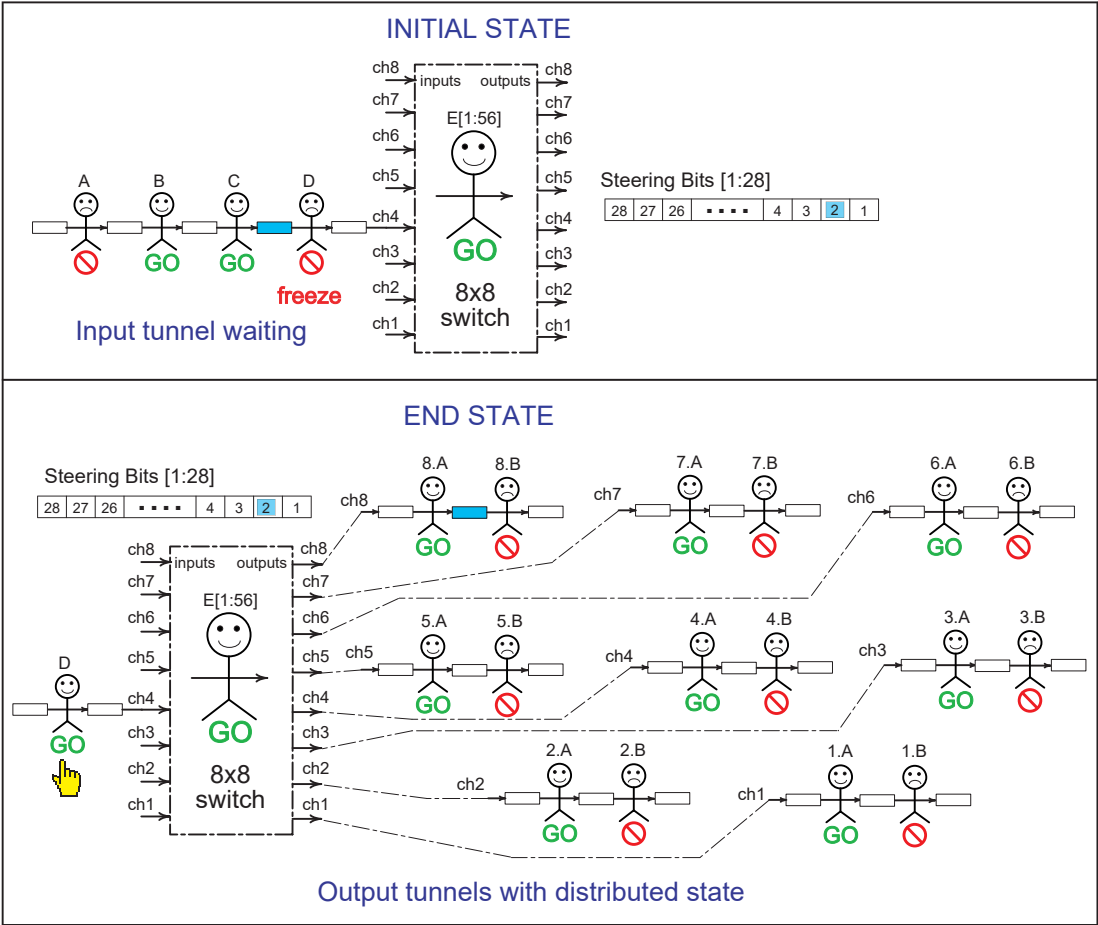 INITIAL STATE
ch8 inputs outputs ch8
ch7 ch7
E[1:56]
ch6 ch6
ch5 ch5
Steering Bits [1:28]
28 27 26 4 3 2 1
A B C D
ch4 ch4
GO
ch3 ch3
GO GO
freeze
ch2 ch2
8x8
switch
ch1 ch1
Input tunnel waiting
END STATE
Steering Bits [1:28]
28 27 26 4 3 2 1
8.A 8.B
ch8
GO
7.A 7.B
ch7
GO
6.A 6.B
ch6
GO
ch8 inputs outputs ch8
ch7 ch7
E[1:56]
ch6 ch6
ch5 ch5
D
ch4 ch4
GO
GO
ch3 ch3
ch2 ch2
8x8
switch
ch1 ch1
5.A 5.B
ch5
GO
4.A 4.B
ch4
GO
3.A 3.B
ch3
GO
2.A 2.B
ch2
GO
1.A 1.B
ch1
GO
Output tunnels with distributed state